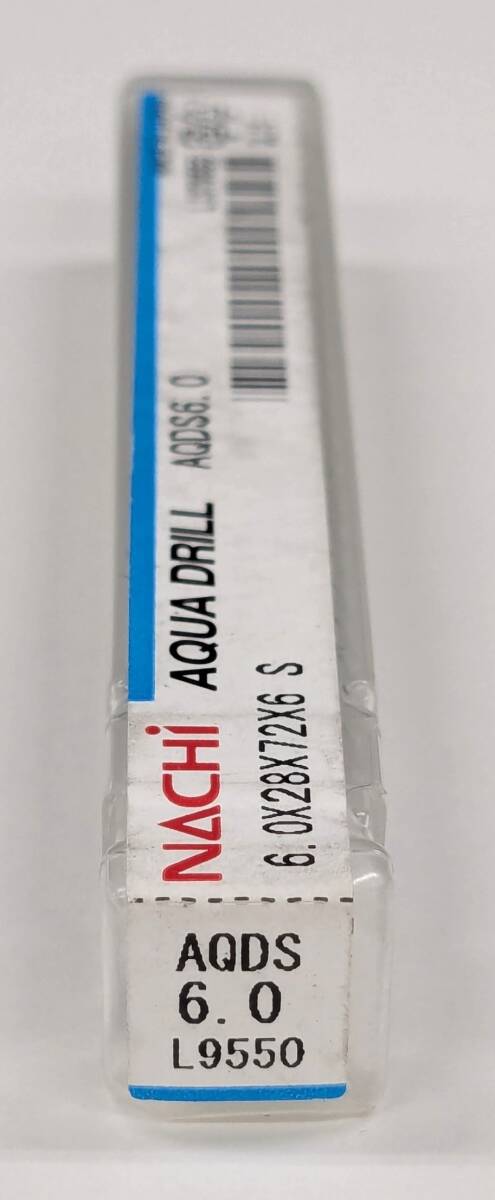 NACHi AQUA DRILL AQDS6.0
6.0X28X72X6 S
AQDS
6.0
L9550